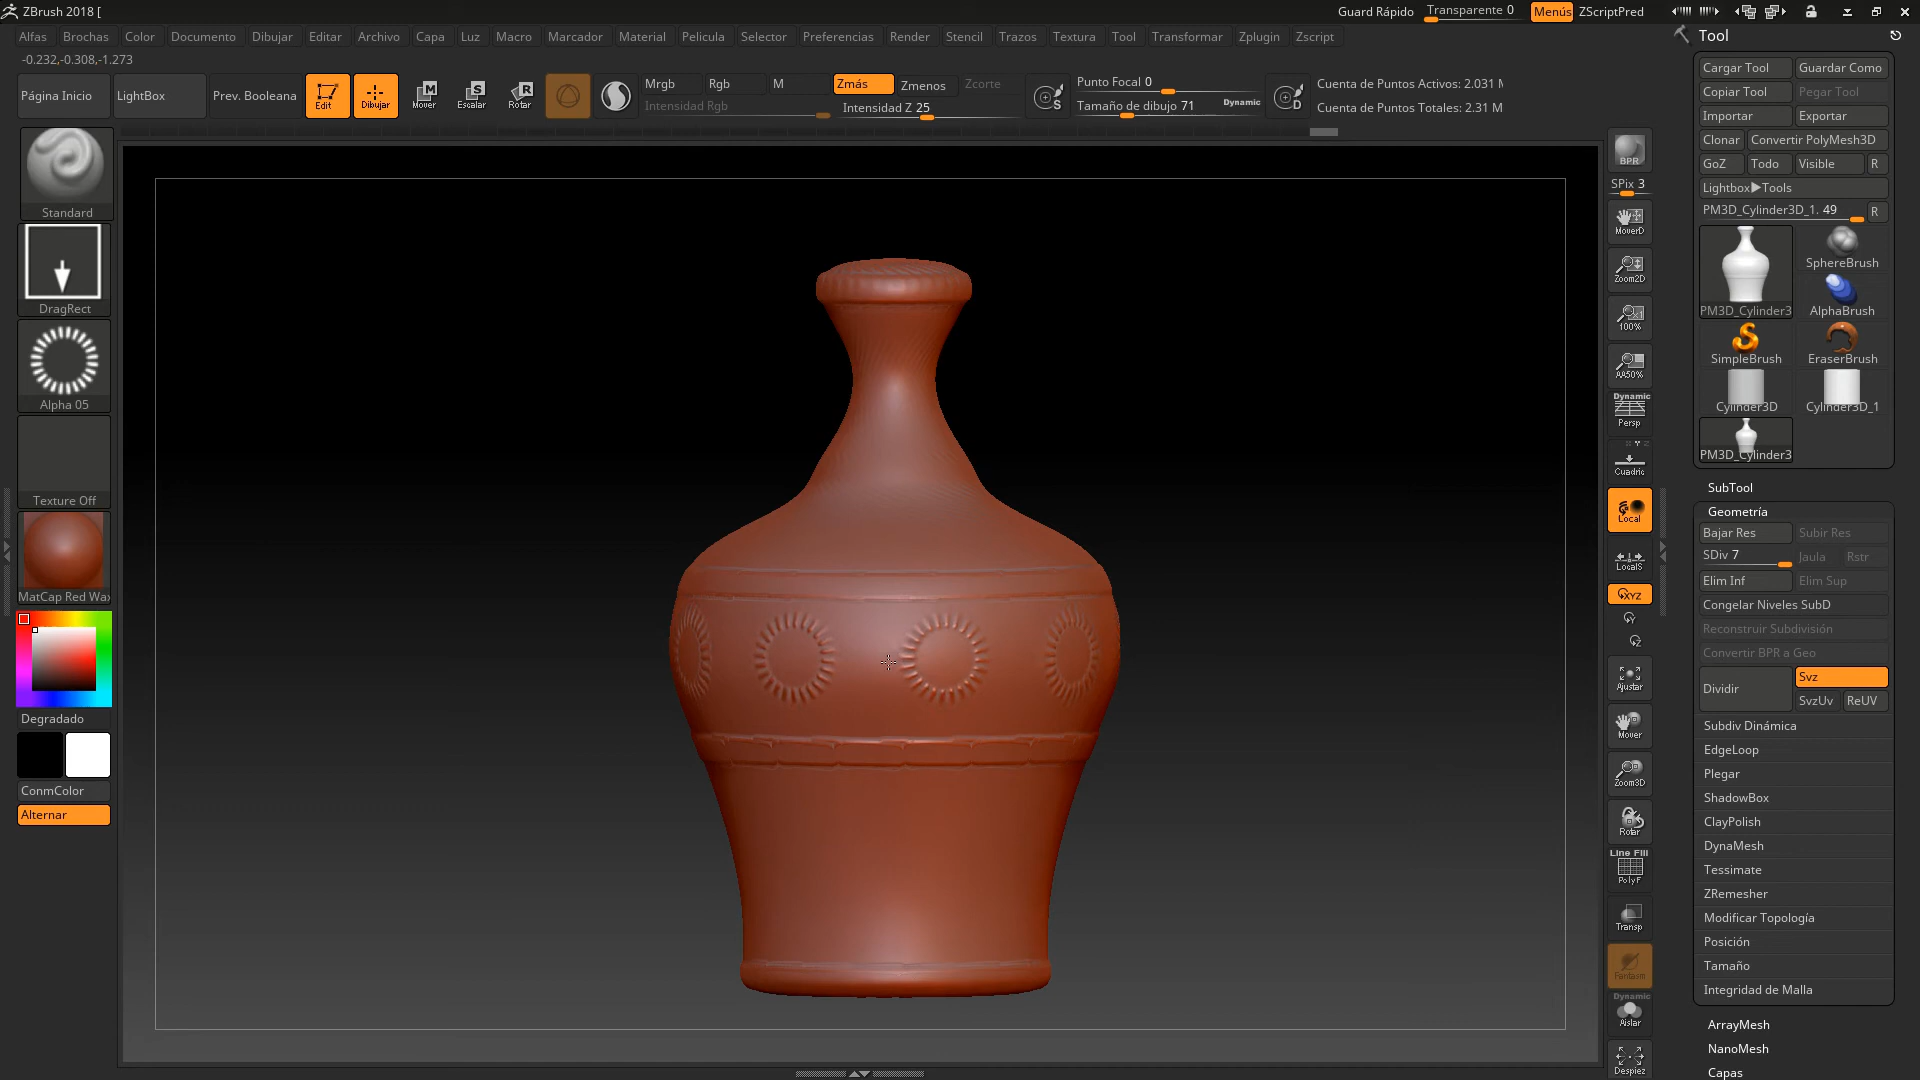 ZBrush 2018 [
Guard Rápido
Transparente 0
Menús
ZScriptPred
Alfas
Brochas
Color
Documento
Dibujar
Editar
Archivo
Capa
Luz
Macro
Marcador
Material
Pelicula
Selector
Preferencias
Render
Stencil
Trazos
Textura
Tool
Transformar
Zplugin
Zscript
Tool
-0.232,-0.308,-1.273
Página Inicio
LightBox
Prev. Booleana
Edit
Dibujar
Mover
Escalar
Rotar
Mrgb
Rgb
M
Intensidad Rgb
Zmás
Zmenos
Zcorte
Intensidad Z 25
Punto Focal 0
Tamaño de dibujo 71
Dynamic
Cuenta de Puntos Activos: 2.031 M
Cuenta de Puntos Totales: 2.31 M
Standard
DragRect
Alpha 05
Texture Off
MatCap Red Wax
Degradado
ConmColor
Alternar
BPR
SPix 3
MoverD
Zoom2D
100%
AA50%
Dynamic
Persp
Cuadric
Local
LocalS
XYZ
Ajustar
Mover
Zoom3D
Rotar
Line Fill
PolyF
Transp
Fantasm
Dynamic
Aislar
Despiez
Cargar Tool
Guardar Como
Copiar Tool
Pegar Tool
Importar
Exportar
Clonar
Convertir PolyMesh3D
GoZ
Todo
Visible
R
Lightbox▶Tools
PM3D_Cylinder3D_1. 49
R
PM3D_Cylinder3
SphereBrush
AlphaBrush
SimpleBrush
EraserBrush
Cylinder3D
Cylinder3D_1
PM3D_Cylinder3
SubTool
Geometría
Bajar Res
Subir Res
SDiv 7
Jaula
Rstr
Elim Inf
Elim Sup
Congelar Niveles SubD
Reconstruir Subdivisión
Convertir BPR a Geo
Dividir
Svz
SvzUv
ReUV
Subdiv Dinámica
EdgeLoop
Plegar
ShadowBox
ClayPolish
DynaMesh
Tessimate
ZRemesher
Modificar Topología
Posición
Tamaño
Integridad de Malla
ArrayMesh
NanoMesh
Capas